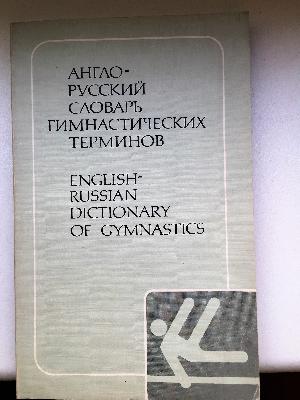 АНГЛО-
РУССКИЙ
СЛОВАРЬ
ГИМНАСТИЧЕСКИХ
ТЕРМИНОВ
ENGLISH-
RUSSIAN
DICTIONARY
OF GYMNASTICS